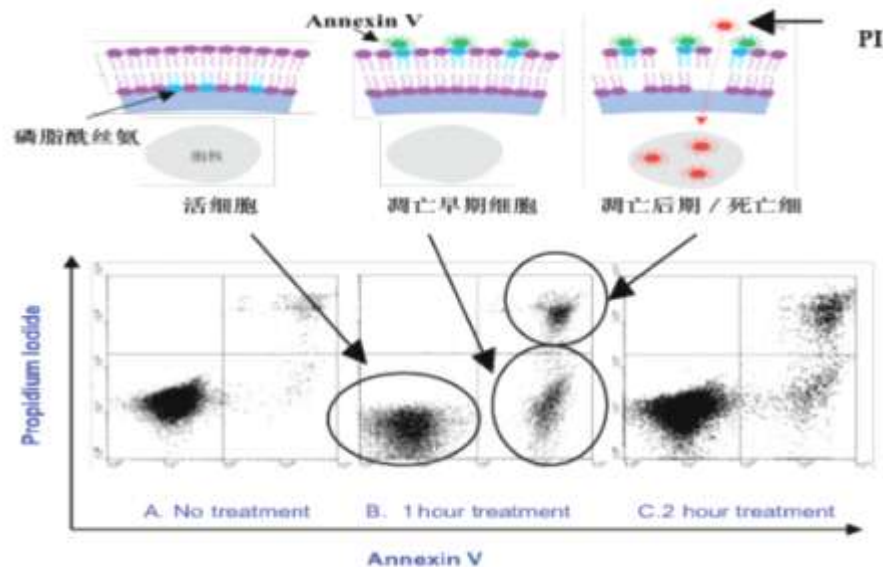 Annexin V
PI
磷脂酰丝氨
活细胞
凋亡早期细胞
凋亡后期 / 死亡细
Propidium Iodide
A. No treatment
B. 1 hour treatment
C.2 hour treatment
Annexin V